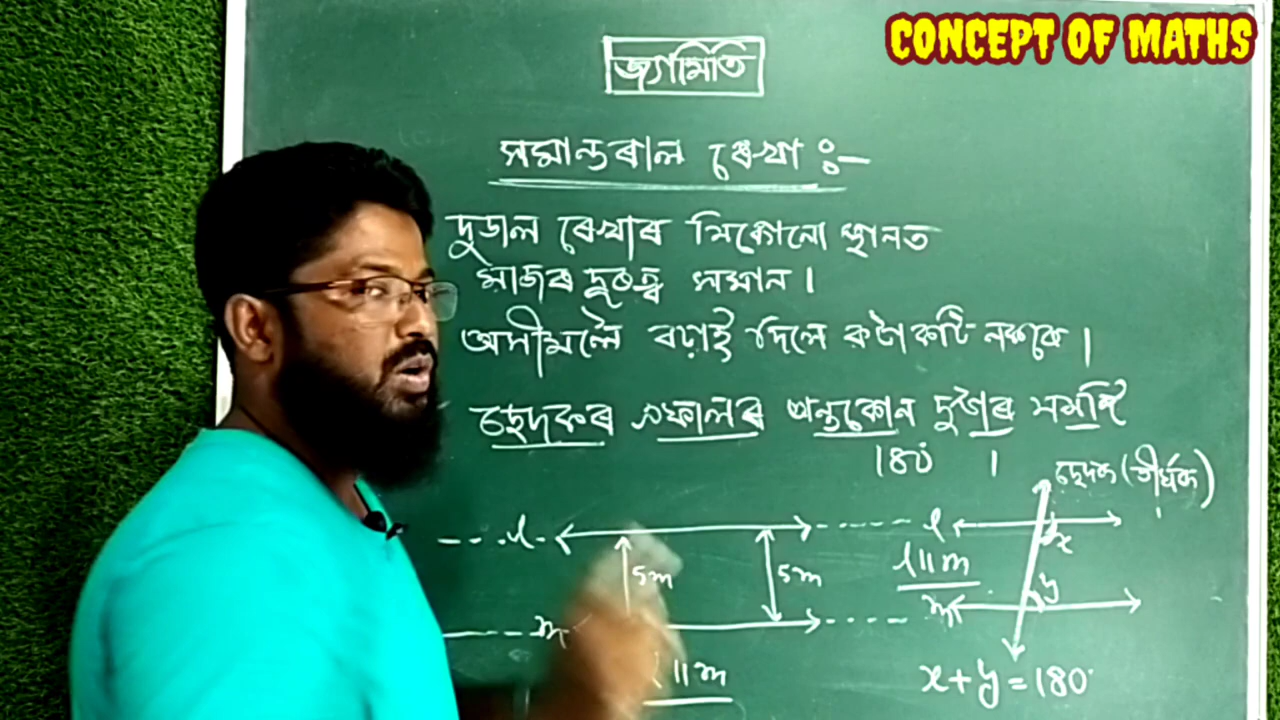 CONCEPT OF MATHS
জ্যামিতি
সমান্তৰাল ৰেখা :-
দুডাল ৰেখাৰ যিকোনো স্থানত
মাজৰ দূৰত্ব সমান।
অসীমলৈ বঢ়াই দিলে কটাকটি নকৰে।
ছেদকৰ একফালৰ অন্তকোন দুটাৰ সমষ্টি
180° ।
ছেদক (তীৰ্যক)
l
5m
5m
m
l || m
l
x
l || m
y
m
x + y = 180°